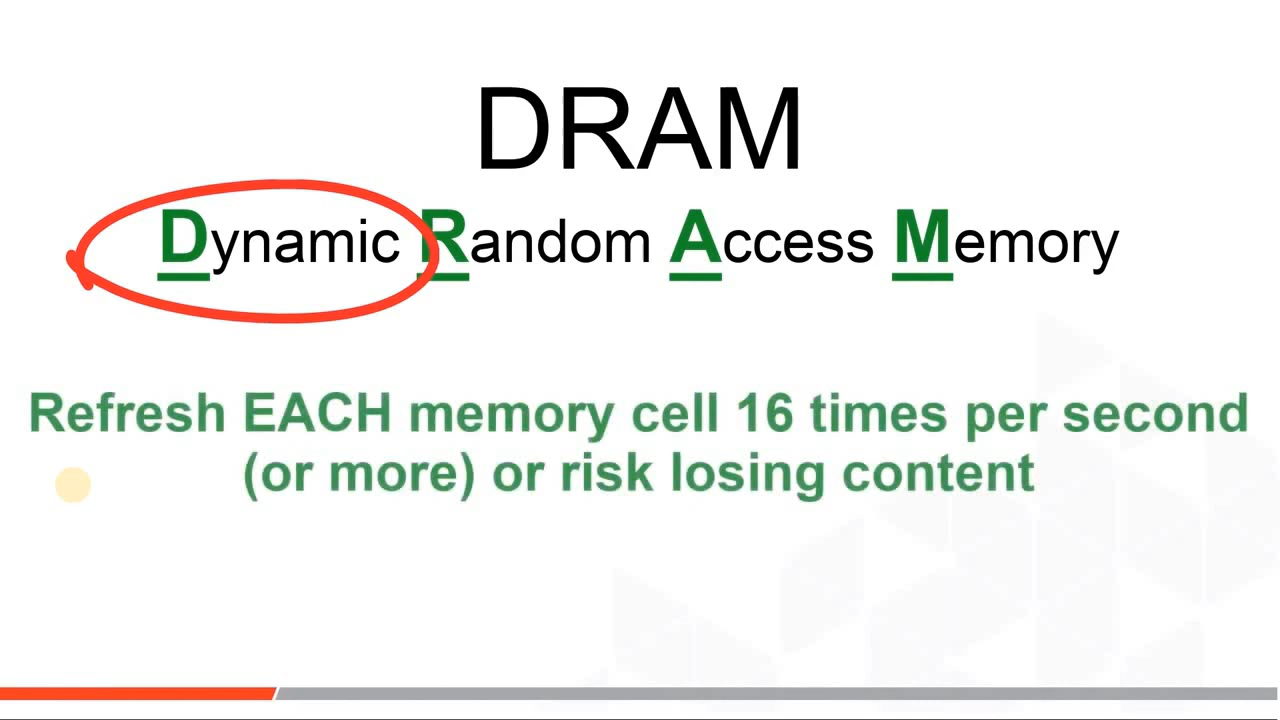 DRAM
Dynamic Random Access Memory
Refresh EACH memory cell 16 times per second
(or more) or risk losing content